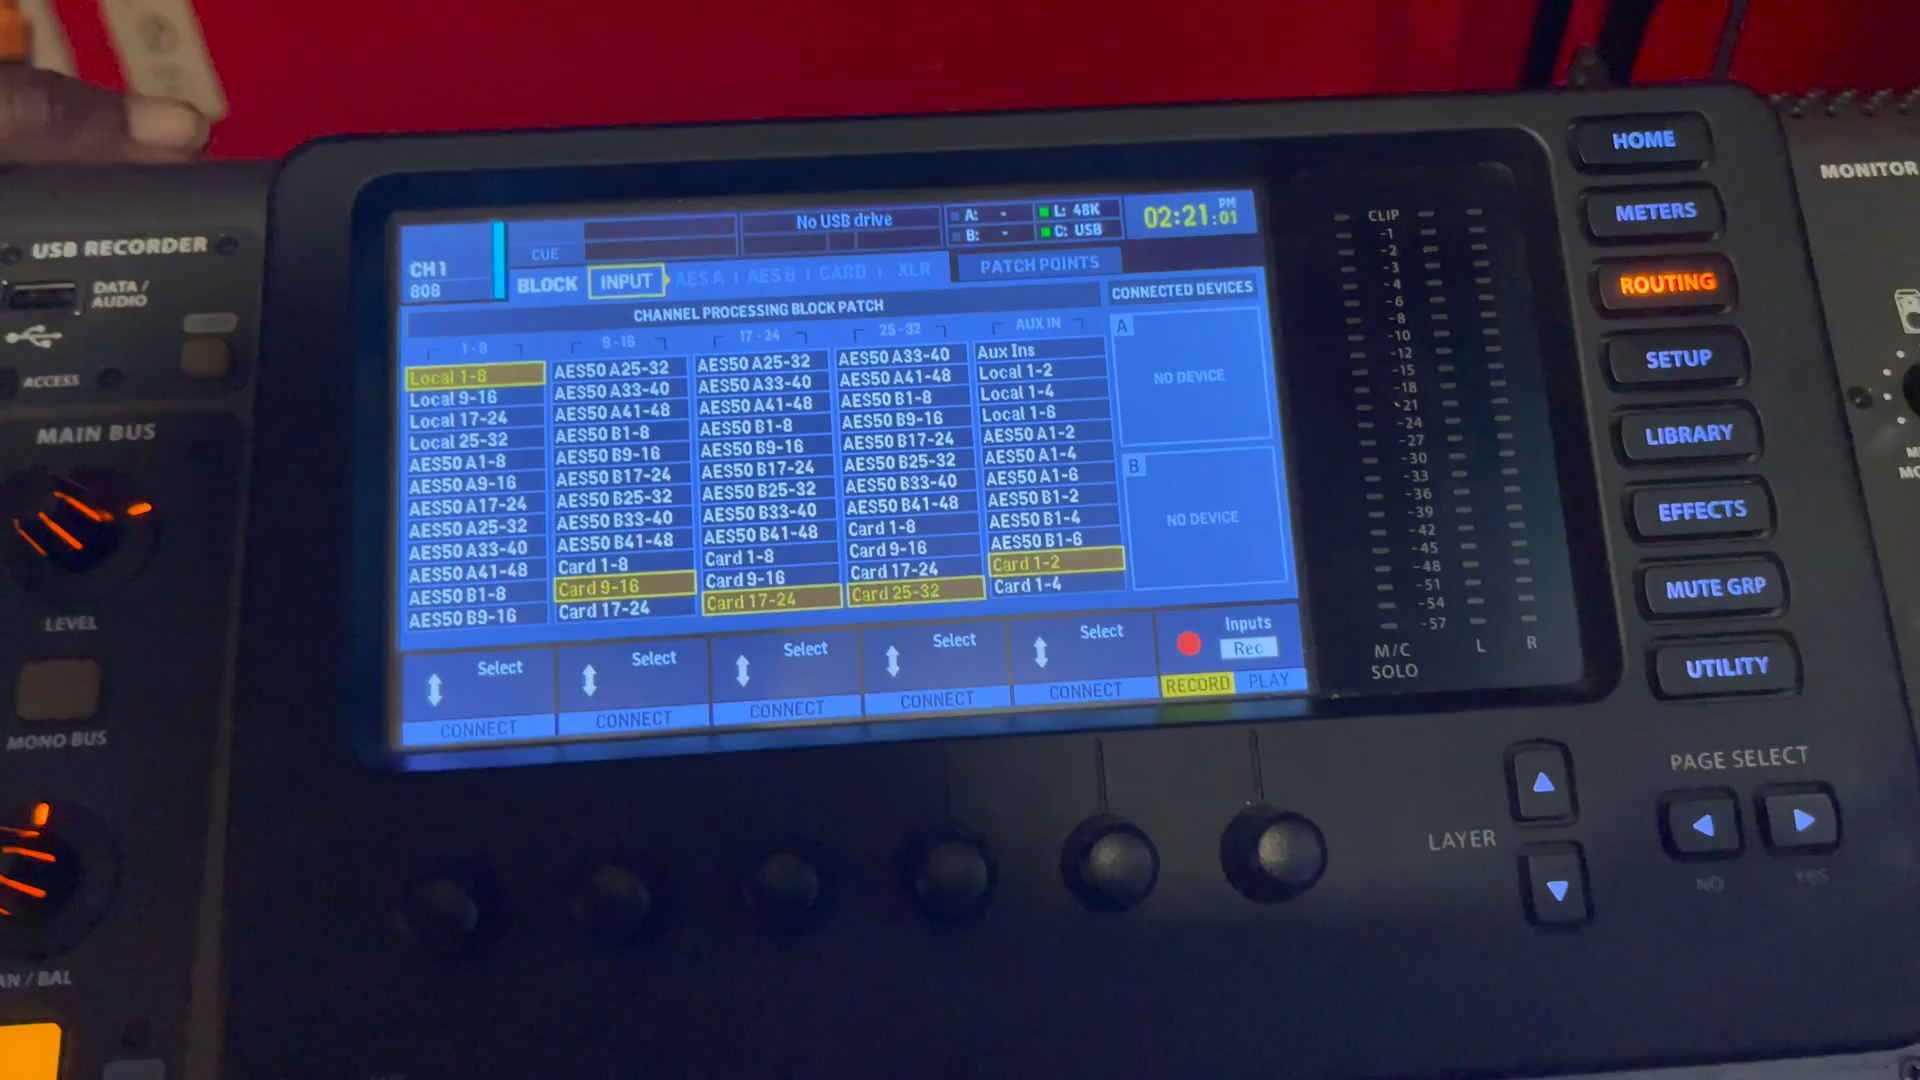 USB RECORDER
DATA /
AUDIO
ACCESS
MAIN BUS
LEVEL
MONO BUS
AN / BAL
CH 1
808
CUE
No USB drive
A: -
B: -
L: 48K
C: USB
02:21:01 PM
BLOCK INPUT AES A AES B CARD XLR
PATCH POINTS
CHANNEL PROCESSING BLOCK PATCH
CONNECTED DEVICES
1-8
Local 1-8
Local 9-16
Local 17-24
Local 25-32
AES50 A1-8
AES50 A9-16
AES50 A17-24
AES50 A25-32
AES50 A33-40
AES50 A41-48
AES50 B1-8
AES50 B9-16
9-16
AES50 A25-32
AES50 A33-40
AES50 A41-48
AES50 B1-8
AES50 B9-16
AES50 B17-24
AES50 B25-32
AES50 B33-40
AES50 B41-48
Card 1-8
Card 9-16
Card 17-24
17-24
AES50 A25-32
AES50 A33-40
AES50 A41-48
AES50 B1-8
AES50 B9-16
AES50 B17-24
AES50 B25-32
AES50 B33-40
AES50 B41-48
Card 1-8
Card 9-16
Card 17-24
25-32
AES50 A33-40
AES50 A41-48
AES50 B1-8
AES50 B9-16
AES50 B17-24
AES50 B25-32
AES50 B33-40
AES50 B41-48
Card 1-8
Card 9-16
Card 17-24
Card 25-32
AUX IN
Aux Ins
Local 1-2
Local 1-4
Local 1-6
AES50 A1-2
AES50 A1-4
AES50 A1-6
AES50 B1-2
AES50 B1-4
AES50 B1-6
Card 1-2
Card 1-4
A
NO DEVICE
B
NO DEVICE
Select
CONNECT
Select
CONNECT
Select
CONNECT
Select
CONNECT
Select
CONNECT
Inputs
Rec
RECORD PLAY
CLIP
-1
-2
-3
-4
-6
-8
-10
-12
-15
-18
-21
-24
-27
-30
-33
-36
-39
-42
-45
-48
-51
-54
-57
M/C
SOLO
L
R
HOME
METERS
ROUTING
SETUP
LIBRARY
EFFECTS
MUTE GRP
UTILITY
MONITOR
LAYER
PAGE SELECT
NO
YES